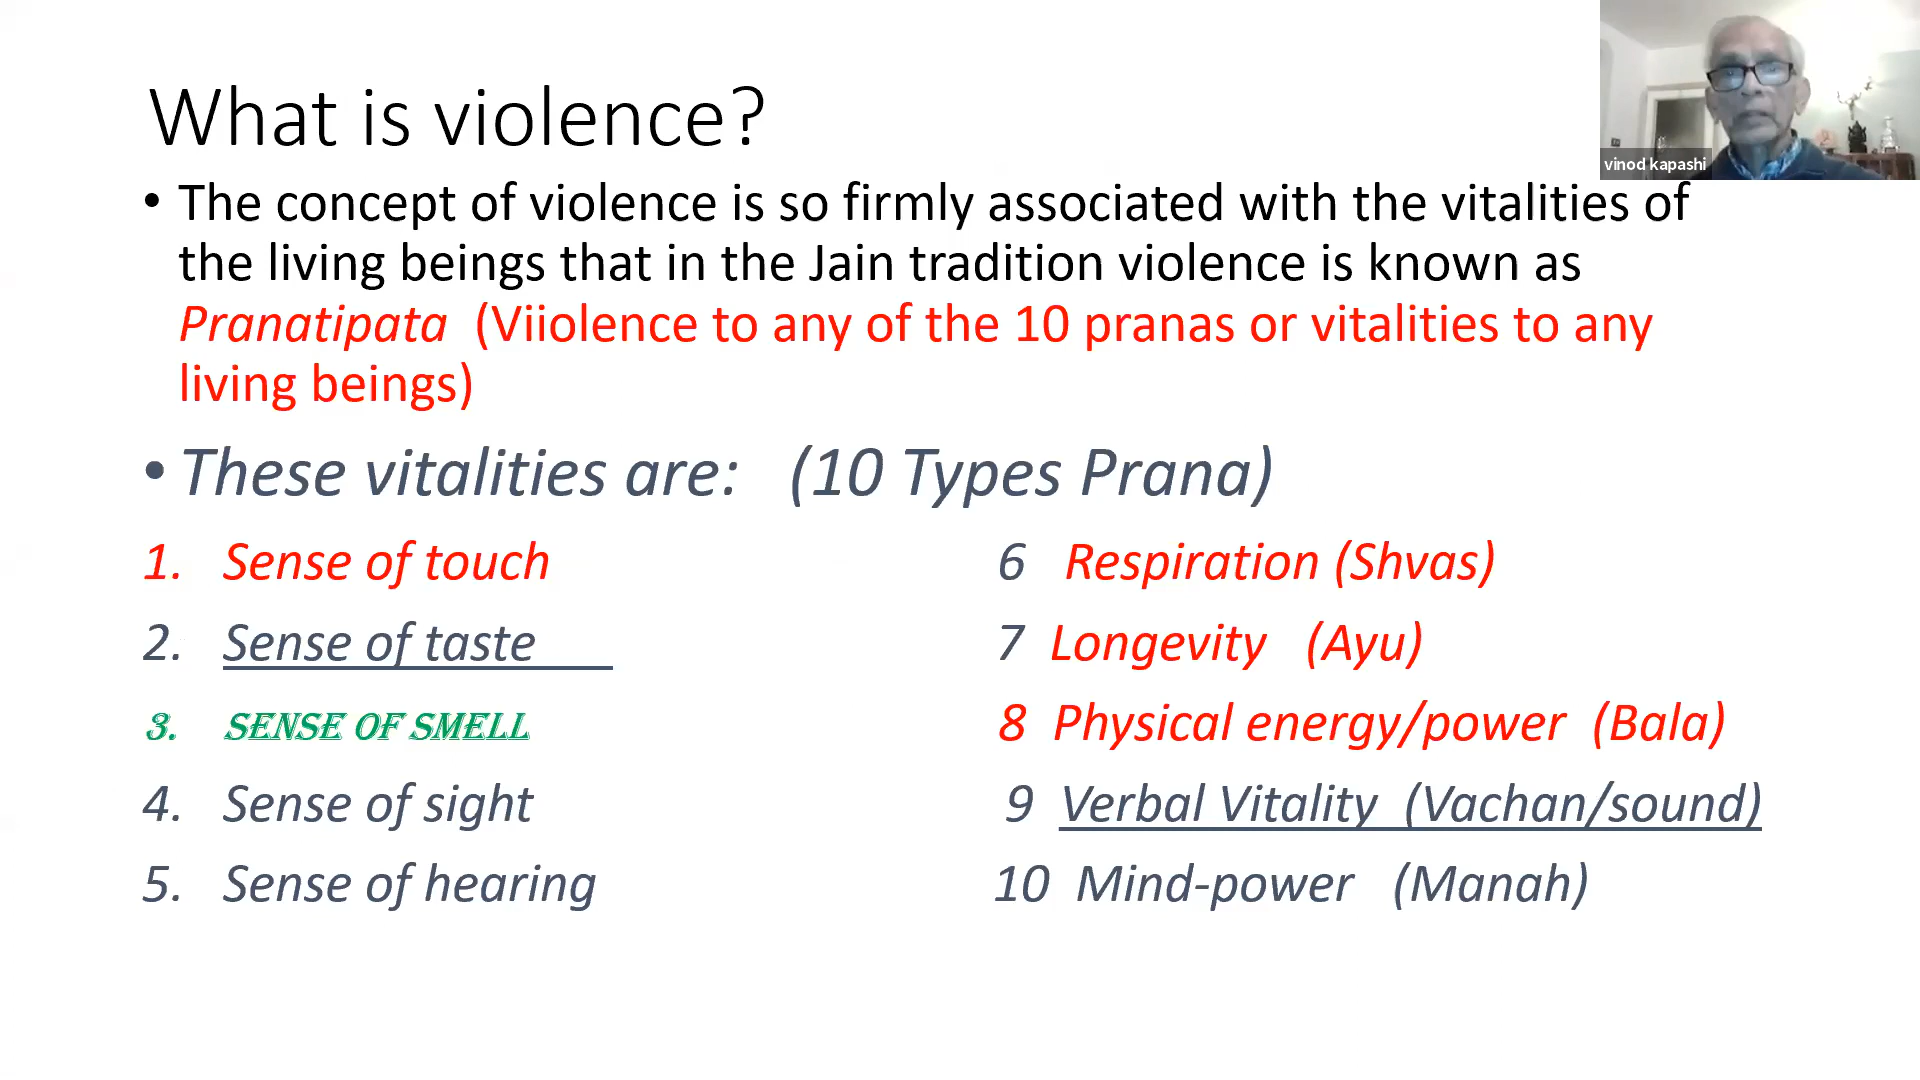 What is violence?
vinod kapashi
• The concept of violence is so firmly associated with the vitalities of
the living beings that in the Jain tradition violence is known as
Pranatipata (Viiolence to any of the 10 pranas or vitalities to any
living beings)
• These vitalities are: (10 Types Prana)
1. Sense of touch 6 Respiration (Shvas)
2. Sense of taste 7 Longevity (Ayu)
3. SENSE OF SMELL 8 Physical energy/power (Bala)
4. Sense of sight 9 Verbal Vitality (Vachan/sound)
5. Sense of hearing 10 Mind-power (Manah)